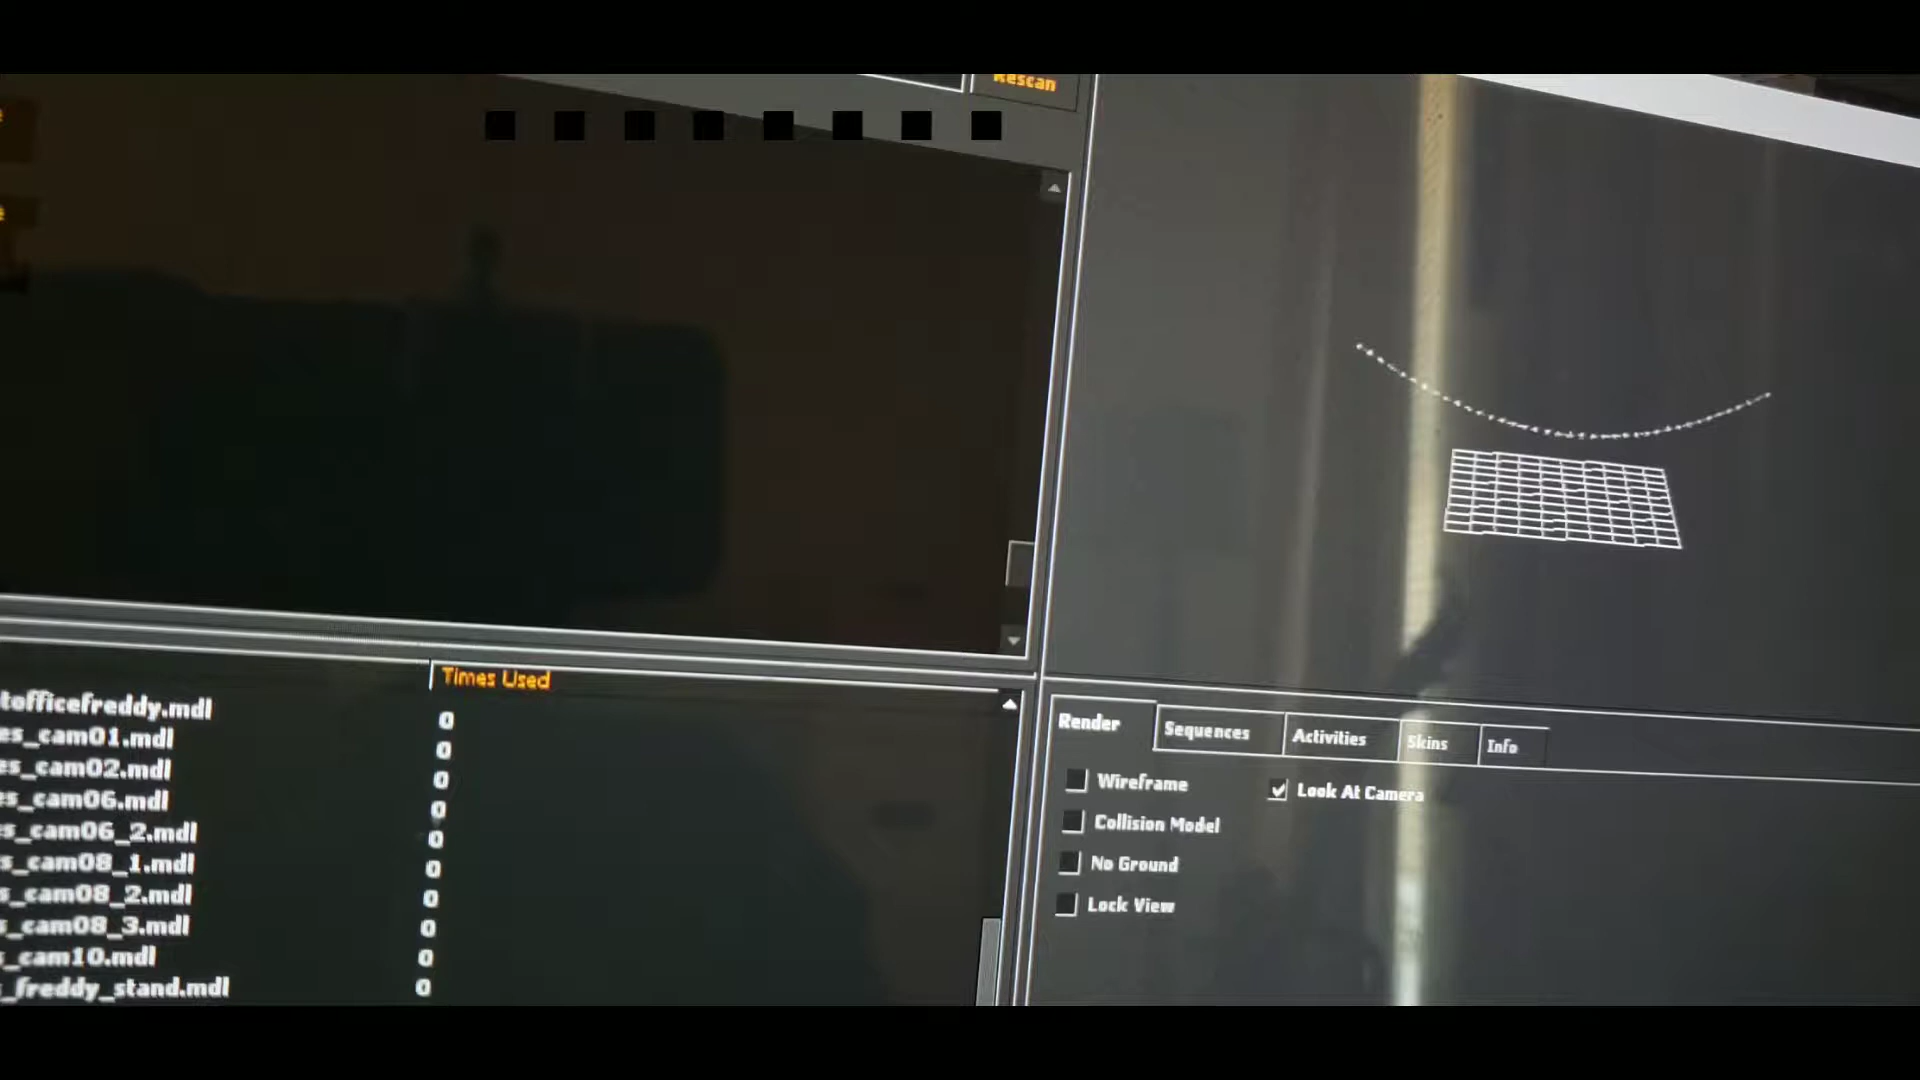 Rescan
Times Used
tofficefreddy.mdl 0
es_cam01.mdl 0
es_cam02.mdl 0
es_cam06.mdl 0
es_cam06_2.mdl 0
s_cam08_1.mdl 0
s_cam08_2.mdl 0
s_cam08_3.mdl 0
s_cam10.mdl 0
_freddy_stand.mdl 0
Render Sequences Activities Skins Info
Wireframe Look At Camera
Collision Model
No Ground
Lock View